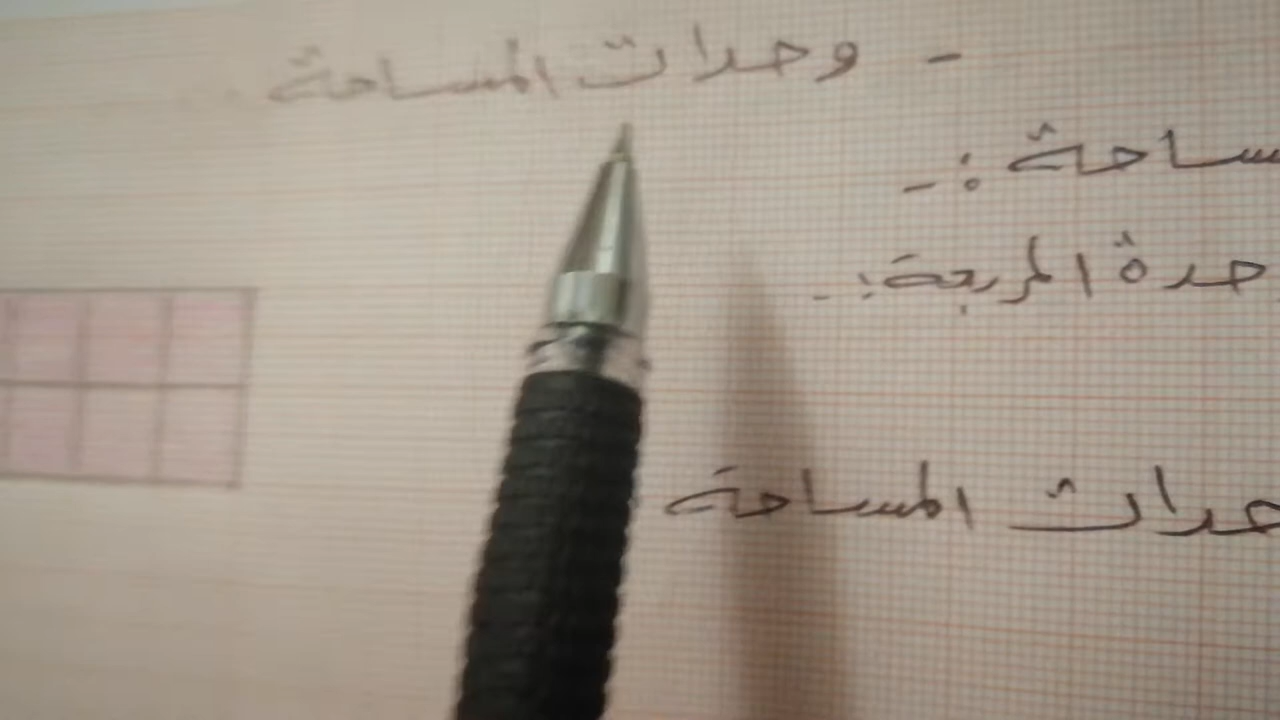 - وحدات المساحة
ساحة :-
حدة المربعة :-
حدات المساحة